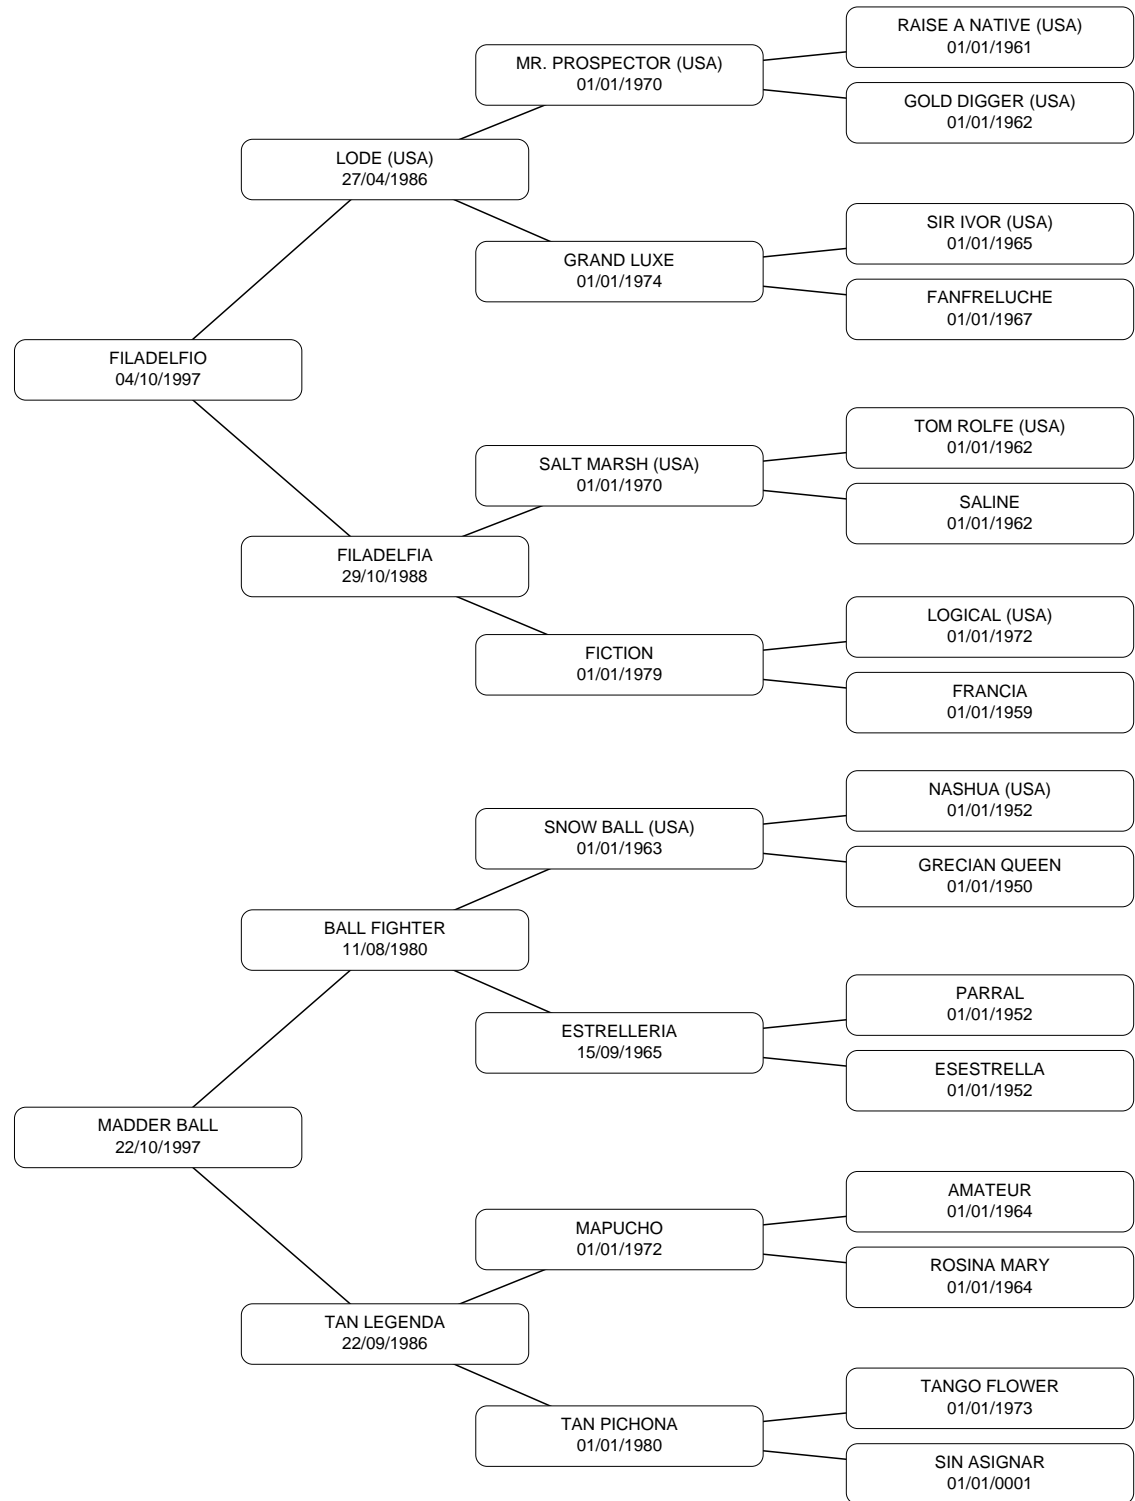 RAISE A NATIVE (USA)
01/01/1961
MR. PROSPECTOR (USA)
01/01/1970
GOLD DIGGER (USA)
01/01/1962
LODE (USA)
27/04/1986
SIR IVOR (USA)
01/01/1965
GRAND LUXE
01/01/1974
FANFRELUCHE
01/01/1967
FILADELFIO
04/10/1997
TOM ROLFE (USA)
01/01/1962
SALT MARSH (USA)
01/01/1970
SALINE
01/01/1962
FILADELFIA
29/10/1988
LOGICAL (USA)
01/01/1972
FICTION
01/01/1979
FRANCIA
01/01/1959
NASHUA (USA)
01/01/1952
SNOW BALL (USA)
01/01/1963
GRECIAN QUEEN
01/01/1950
BALL FIGHTER
11/08/1980
PARRAL
01/01/1952
ESTRELLERIA
15/09/1965
ESESTRELLA
01/01/1952
MADDER BALL
22/10/1997
AMATEUR
01/01/1964
MAPUCHO
01/01/1972
ROSINA MARY
01/01/1964
TAN LEGENDA
22/09/1986
TANGO FLOWER
01/01/1973
TAN PICHONA
01/01/1980
SIN ASIGNAR
01/01/0001